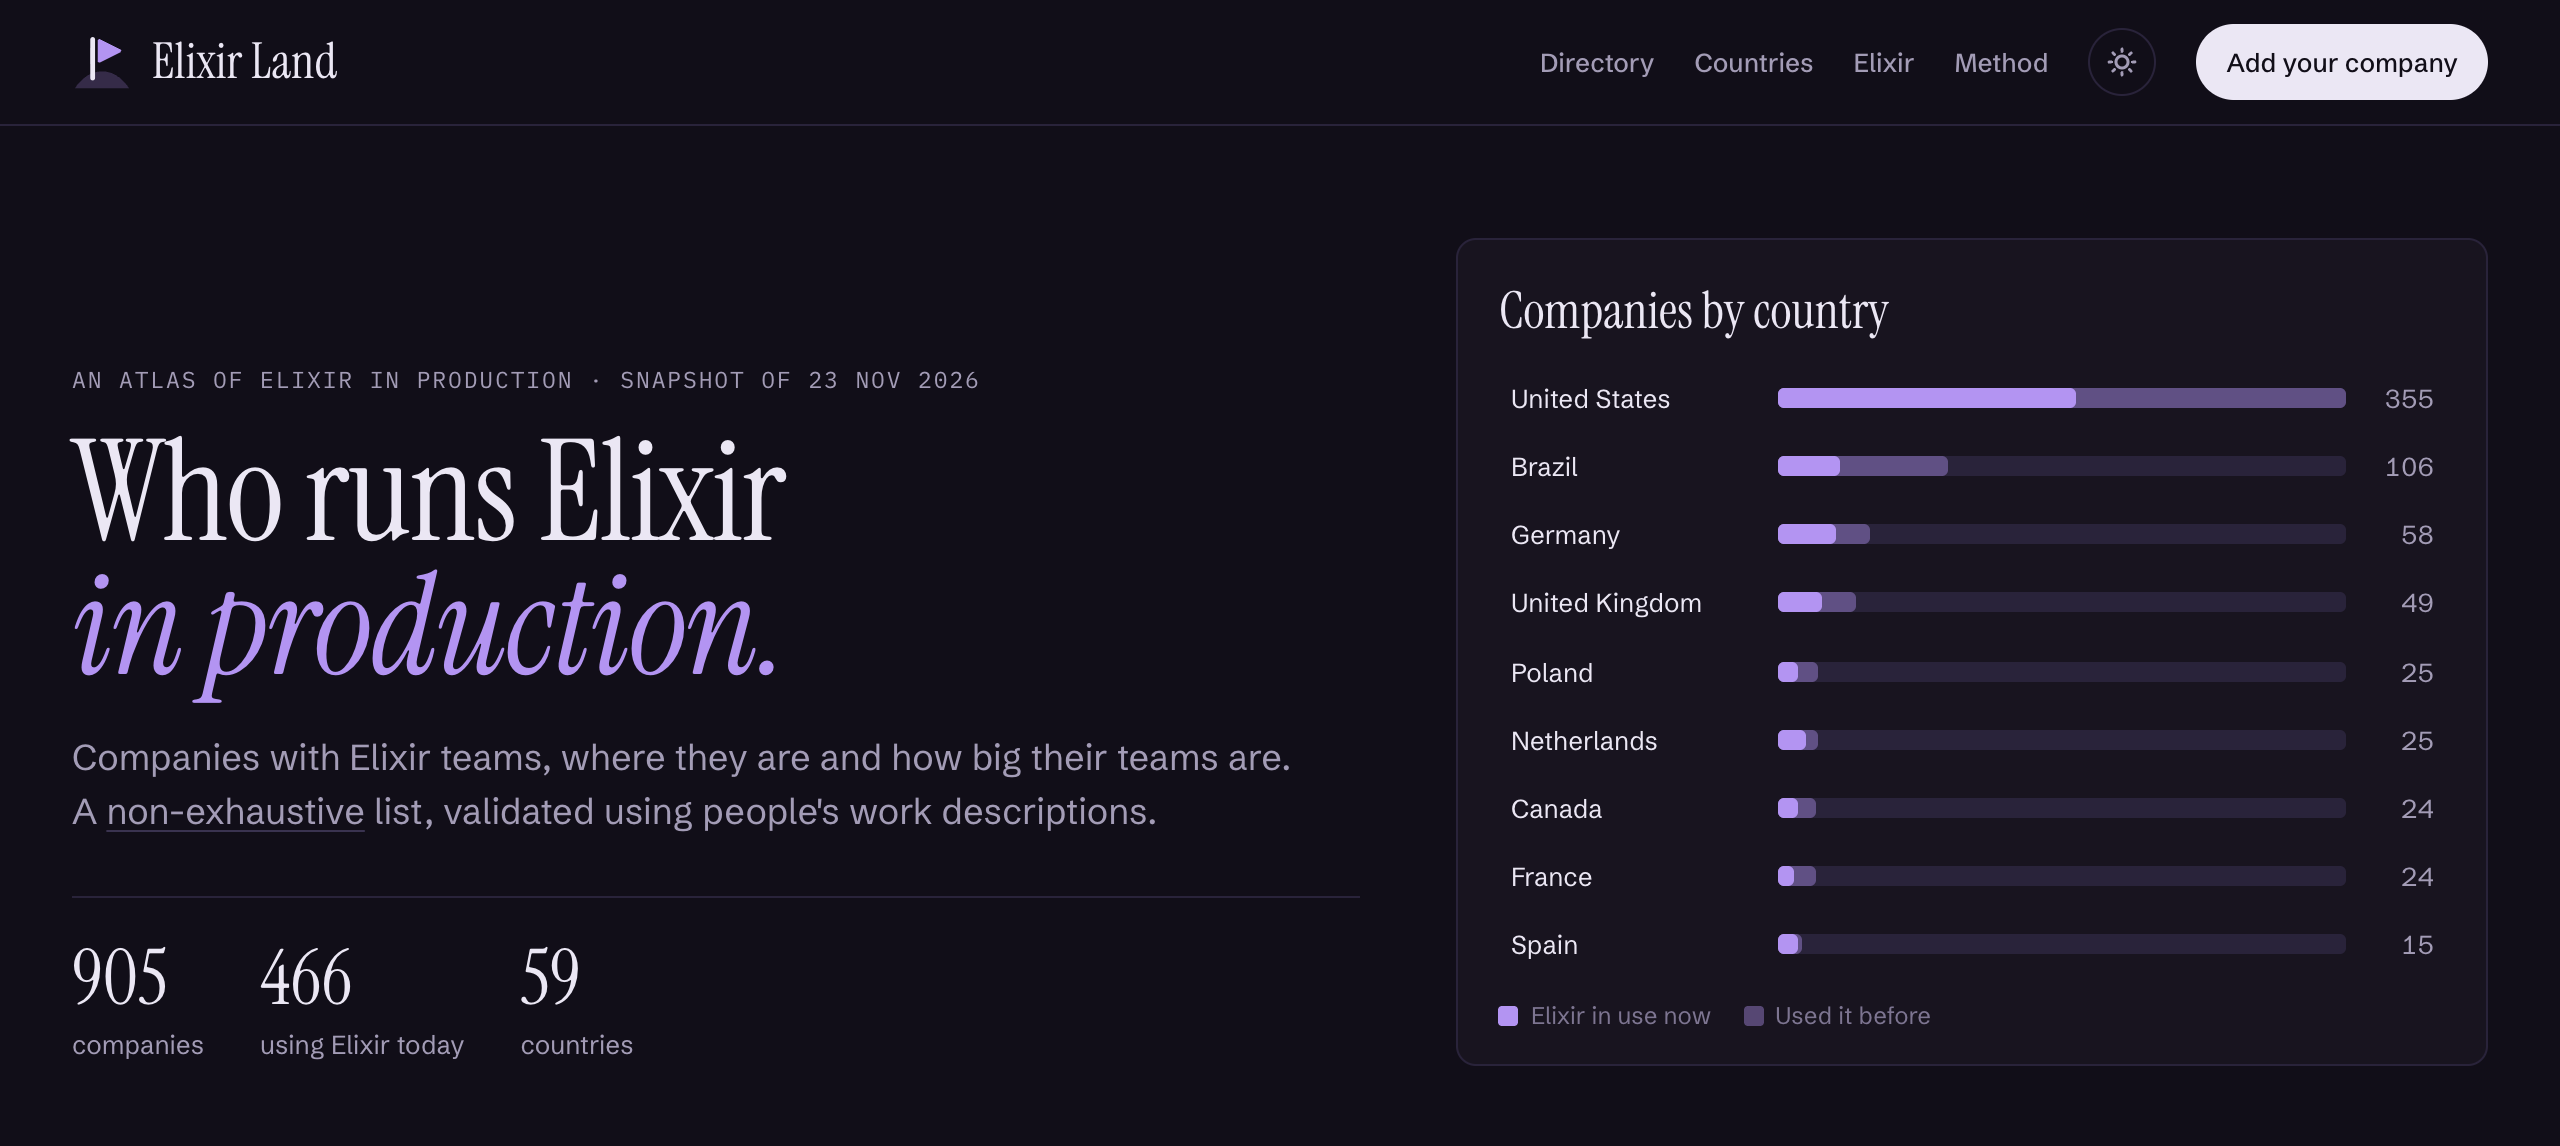 Elixir Land
Directory
Countries
Elixir
Method
Add your company
AN ATLAS OF ELIXIR IN PRODUCTION · SNAPSHOT OF 23 NOV 2026
Who runs Elixir
in production.
Companies with Elixir teams, where they are and how big their teams are.
A non-exhaustive list, validated using people's work descriptions.
905
companies
466
using Elixir today
59
countries
Companies by country
United States 355
Brazil 106
Germany 58
United Kingdom 49
Poland 25
Netherlands 25
Canada 24
France 24
Spain 15
Elixir in use now
Used it before